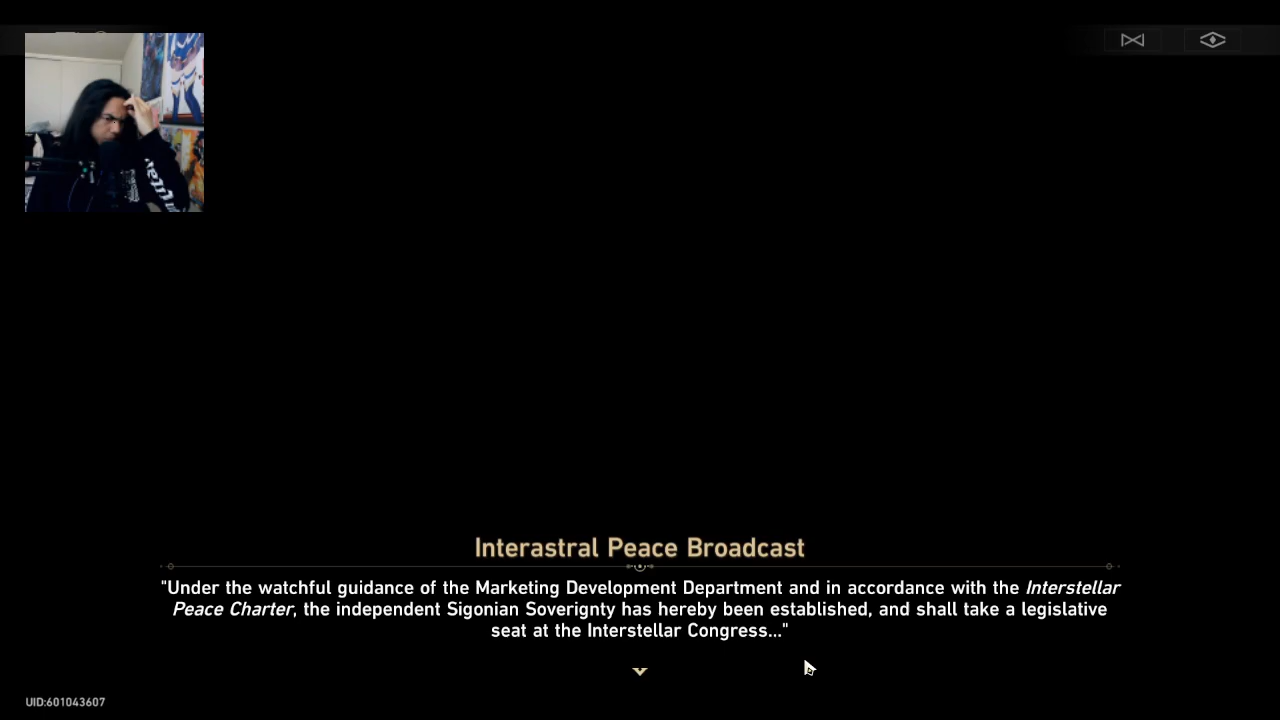 Interastral Peace Broadcast
"Under the watchful guidance of the Marketing Development Department and in accordance with the Interstellar
Peace Charter, the independent Sigonian Soverignty has hereby been established, and shall take a legislative
seat at the Interstellar Congress..."
UID:601043607